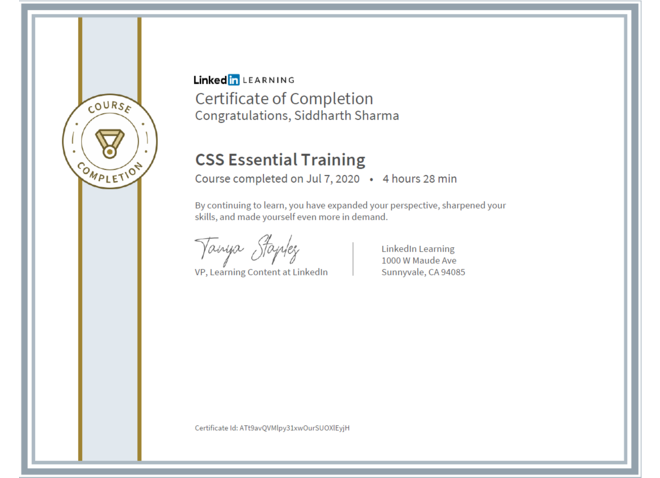 COURSE
COMPLETION
Linked in LEARNING
Certificate of Completion
Congratulations, Siddharth Sharma
CSS Essential Training
Course completed on Jul 7, 2020 • 4 hours 28 min
By continuing to learn, you have expanded your perspective, sharpened your
skills, and made yourself even more in demand.
Tanya Staples
VP, Learning Content at LinkedIn
LinkedIn Learning
1000 W Maude Ave
Sunnyvale, CA 94085
Certificate Id: ATt9avQVMlpy31xwOurSUOXlEyjH